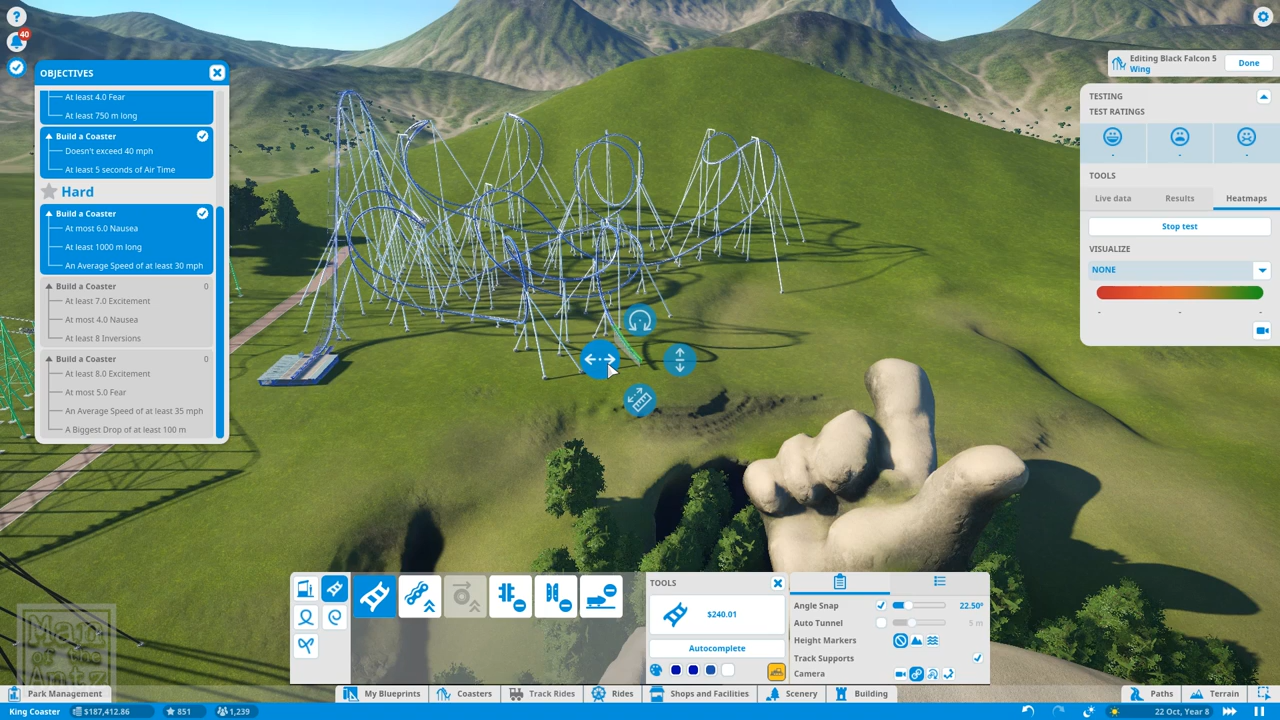 ?
40
OBJECTIVES
At least 4.0 Fear
At least 750 m long
Build a Coaster
Doesn't exceed 40 mph
At least 5 seconds of Air Time
Hard
Build a Coaster
At most 6.0 Nausea
At least 1000 m long
An Average Speed of at least 30 mph
Build a Coaster 0
At least 7.0 Excitement
At most 4.0 Nausea
At least 8 Inversions
Build a Coaster 0
At least 8.0 Excitement
At most 5.0 Fear
An Average Speed of at least 35 mph
A Biggest Drop of at least 100 m
Editing Black Falcon 5
Wing
Done
TESTING
TEST RATINGS
- - -
TOOLS
Live data Results Heatmaps
Stop test
VISUALIZE
NONE
- - -
TOOLS
$240.01
Autocomplete
Angle Snap 22.50°
Auto Tunnel 5 m
Height Markers
Track Supports
Camera
Mam
of the
Antz
Park Management
My Blueprints Coasters Track Rides Rides Shops and Facilities Scenery Building
Paths Terrain
King Coaster $187,412.86 851 1,239
22 Oct, Year 8